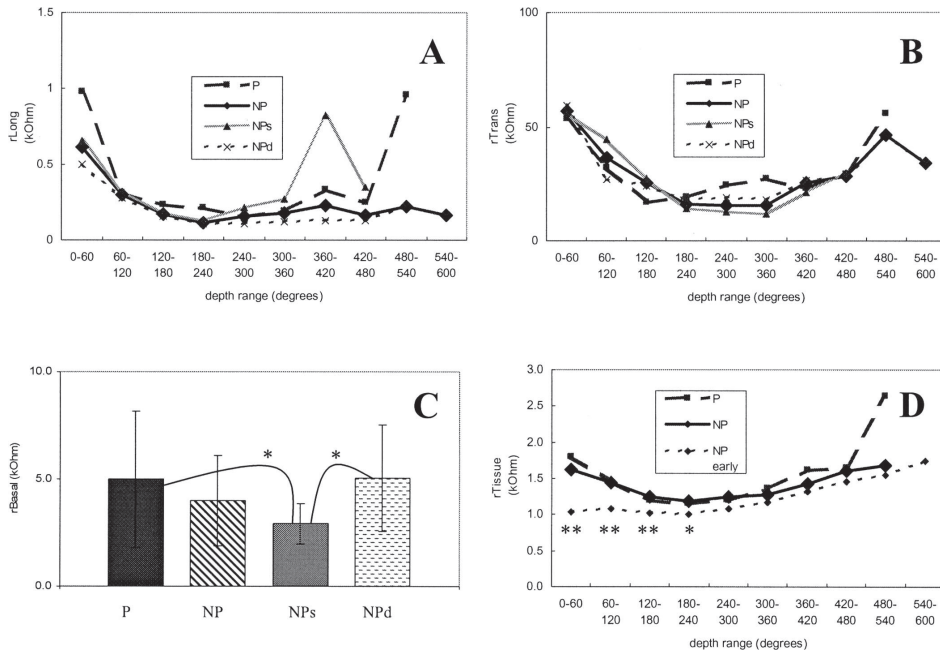 A
1.5
1
0.5
0
rLong
(kOhm)
P
NP
NPs
NPd
0-60
60-
120
120-
180
180-
240
240-
300
300-
360
360-
420
420-
480
480-
540
540-
600
depth range (degrees)
B
100
50
0
rTrans
(kOhm)
P
NP
NPs
NPd
0-60
60-
120
120-
180
180-
240
240-
300
300-
360
360-
420
420-
480
480-
540
540-
600
depth range (degrees)
C
10.0
5.0
0.0
rBasal (kOhm)
*
*
P
NP
NPs
NPd
D
3.0
2.5
2.0
1.5
1.0
0.5
0.0
rTissue
(kOhm)
P
NP
NP
early
** ** ** *
0-60
60-
120
120-
180
180-
240
240-
300
300-
360
360-
420
420-
480
480-
540
540-
600
depth range (degrees)